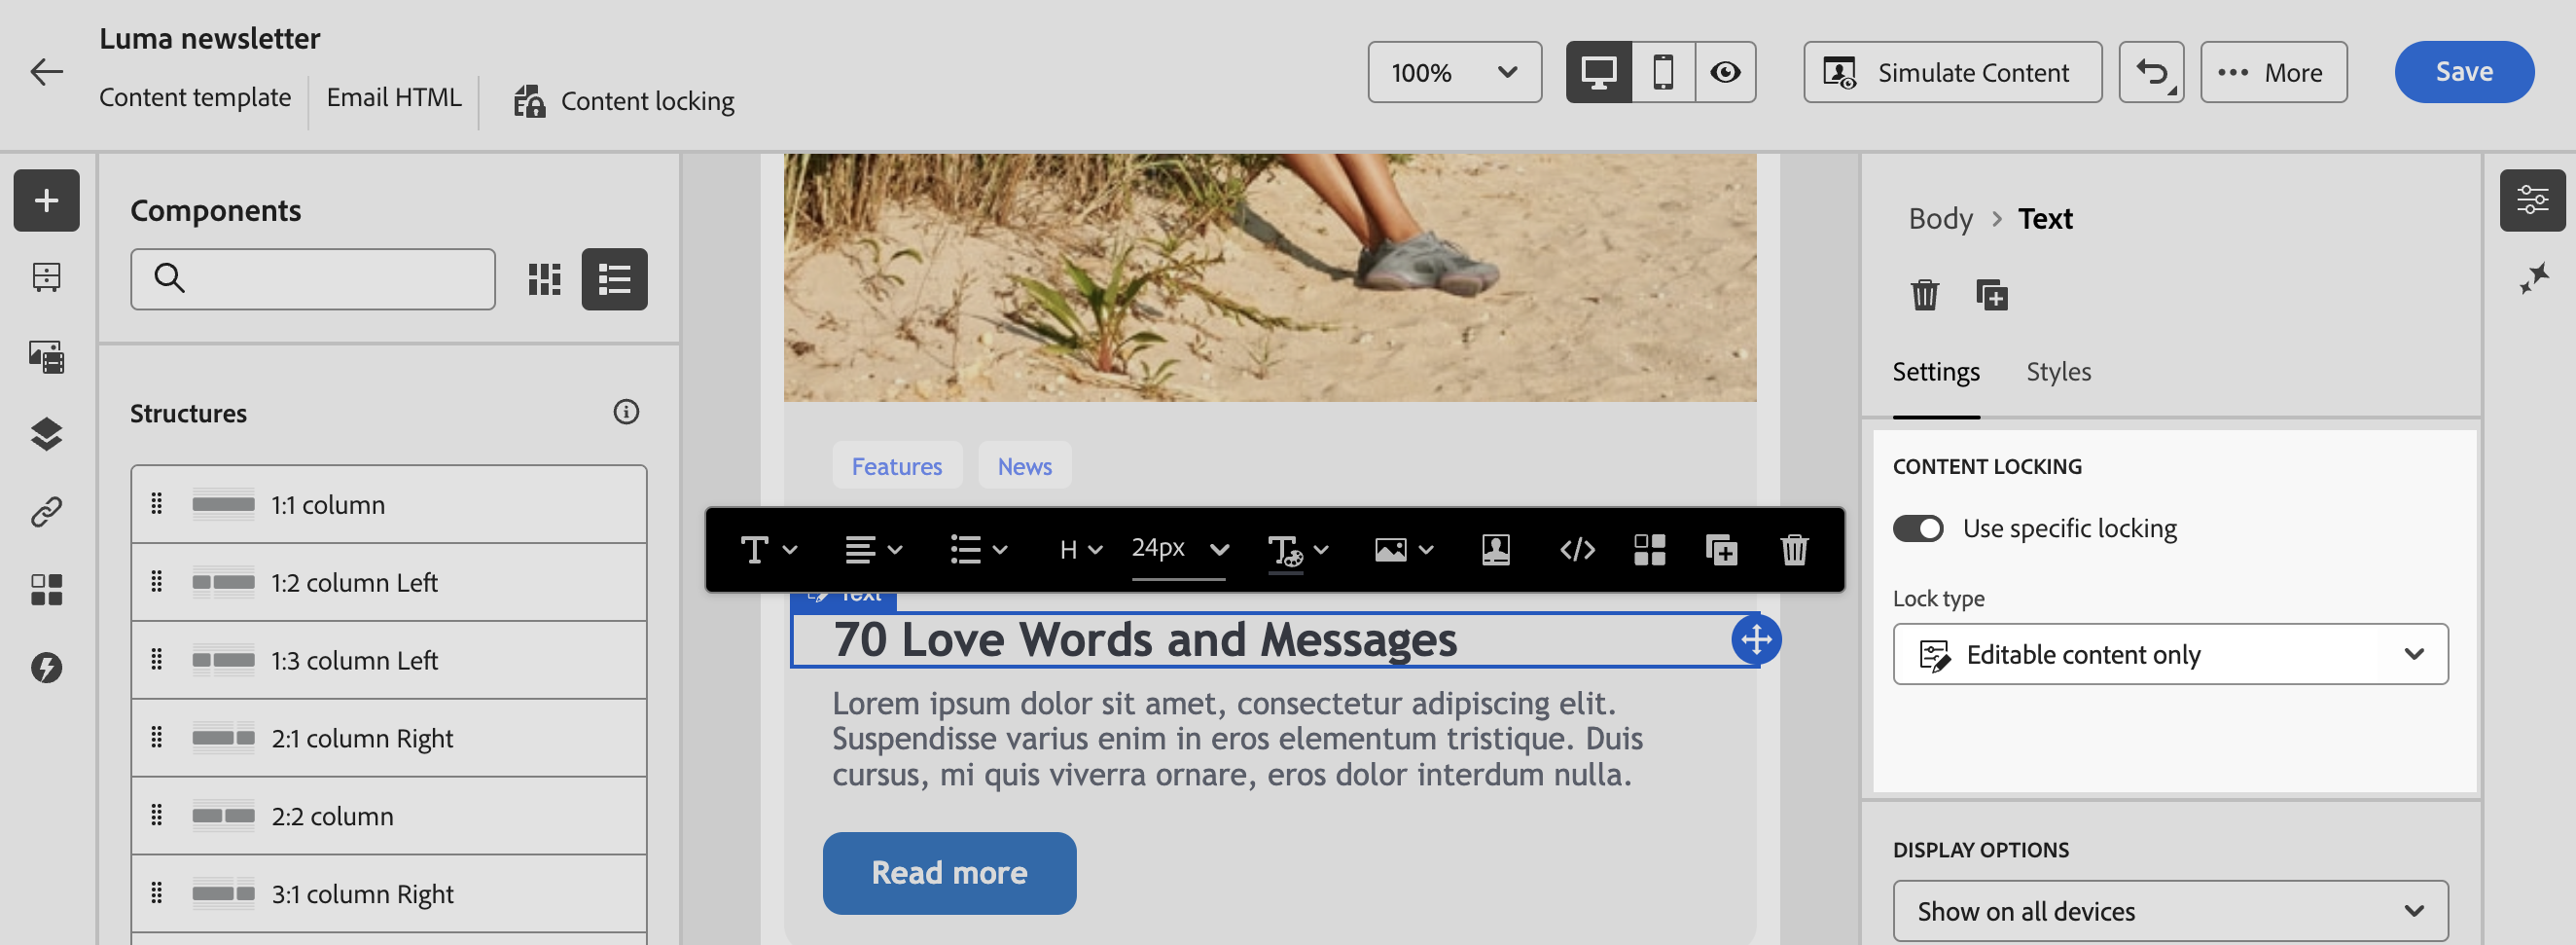 Luma newsletter
Content template
Email HTML
Content locking
100%
Simulate Content
More
Save
Components
Structures
1:1 column
1:2 column Left
1:3 column Left
2:1 column Right
2:2 column
3:1 column Right
Features
News
H
24px
Text
70 Love Words and Messages
Lorem ipsum dolor sit amet, consectetur adipiscing elit.
Suspendisse varius enim in eros elementum tristique. Duis
cursus, mi quis viverra ornare, eros dolor interdum nulla.
Read more
Body > Text
Settings
Styles
CONTENT LOCKING
Use specific locking
Lock type
Editable content only
DISPLAY OPTIONS
Show on all devices